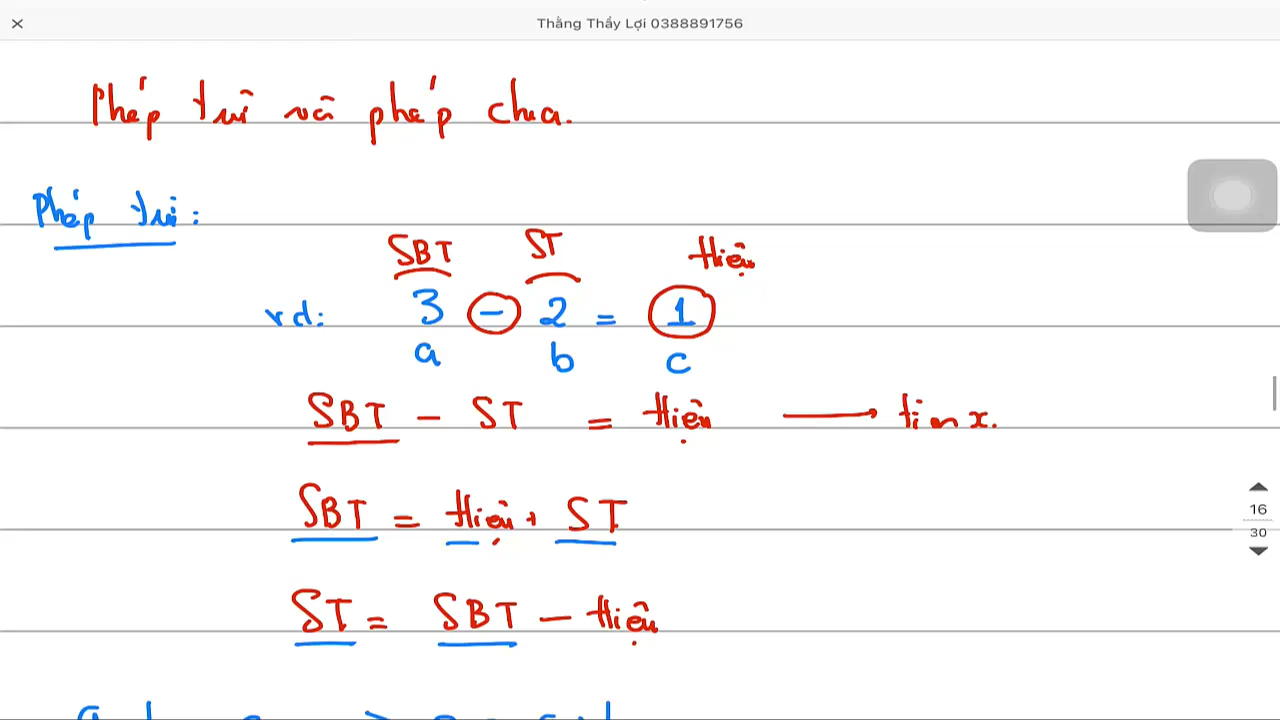 Thằng Thầy Lợi 0388891756
Phép trừ và phép chia.
Phép trừ:
SBT ST Hiệu
vd: 3 - 2 = 1
a b c
SBT - ST = Hiệu → tìm x.
SBT = Hiệu + ST
ST = SBT - Hiệu
16
30